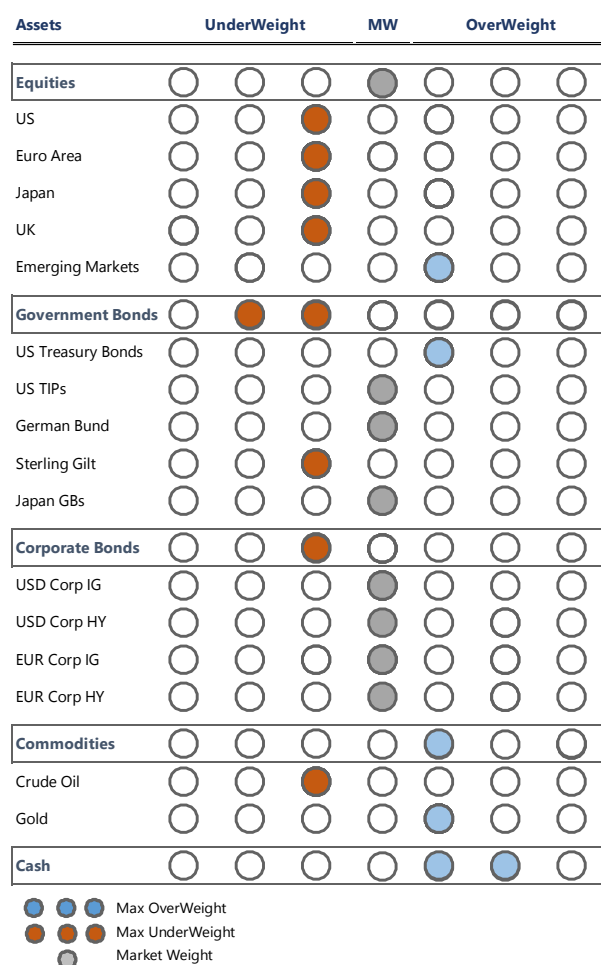 Assets UnderWeight MW OverWeight
Equities
US
Euro Area
Japan
UK
Emerging Markets
Government Bonds
US Treasury Bonds
US TIPs
German Bund
Sterling Gilt
Japan GBs
Corporate Bonds
USD Corp IG
USD Corp HY
EUR Corp IG
EUR Corp HY
Commodities
Crude Oil
Gold
Cash
Max OverWeight
Max UnderWeight
Market Weight